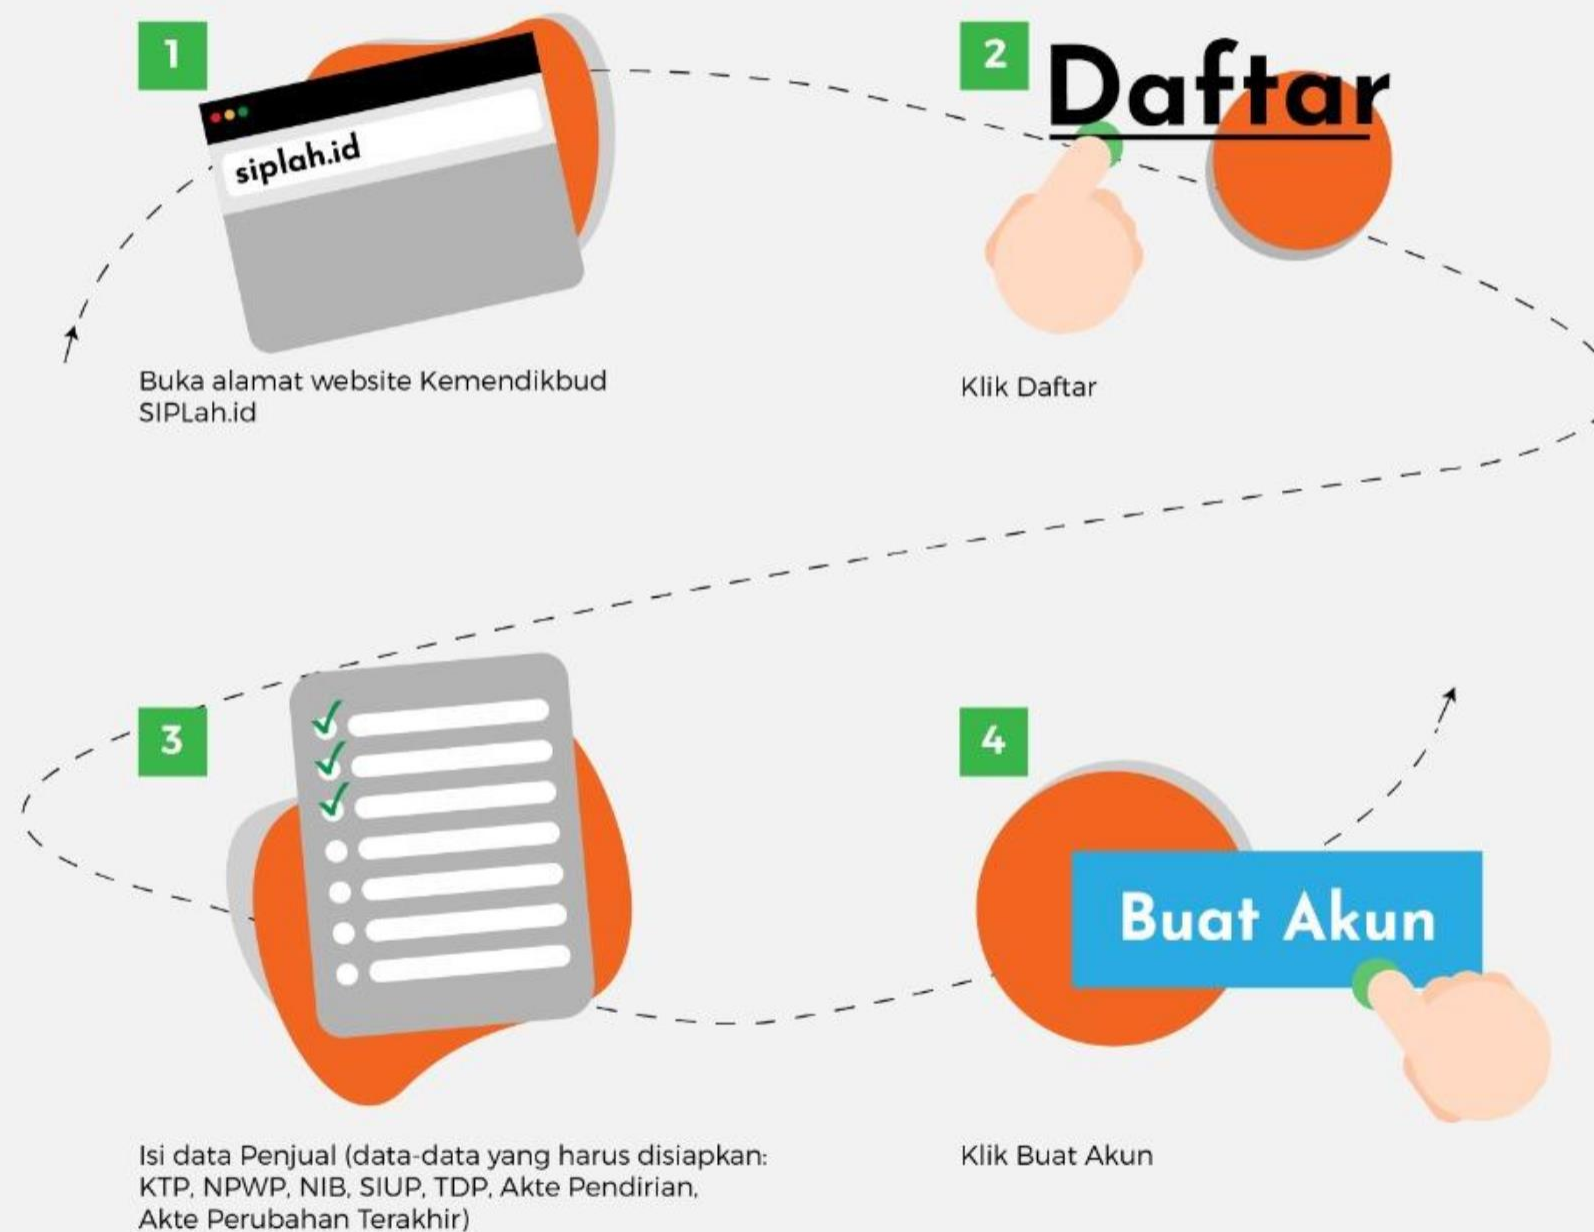 1
siplah.id
Buka alamat website Kemendikbud
SIPLah.id
2
Daftar
Klik Daftar
3
Isi data Penjual (data-data yang harus disiapkan:
KTP, NPWP, NIB, SIUP, TDP, Akte Pendirian,
Akte Perubahan Terakhir)
4
Buat Akun
Klik Buat Akun